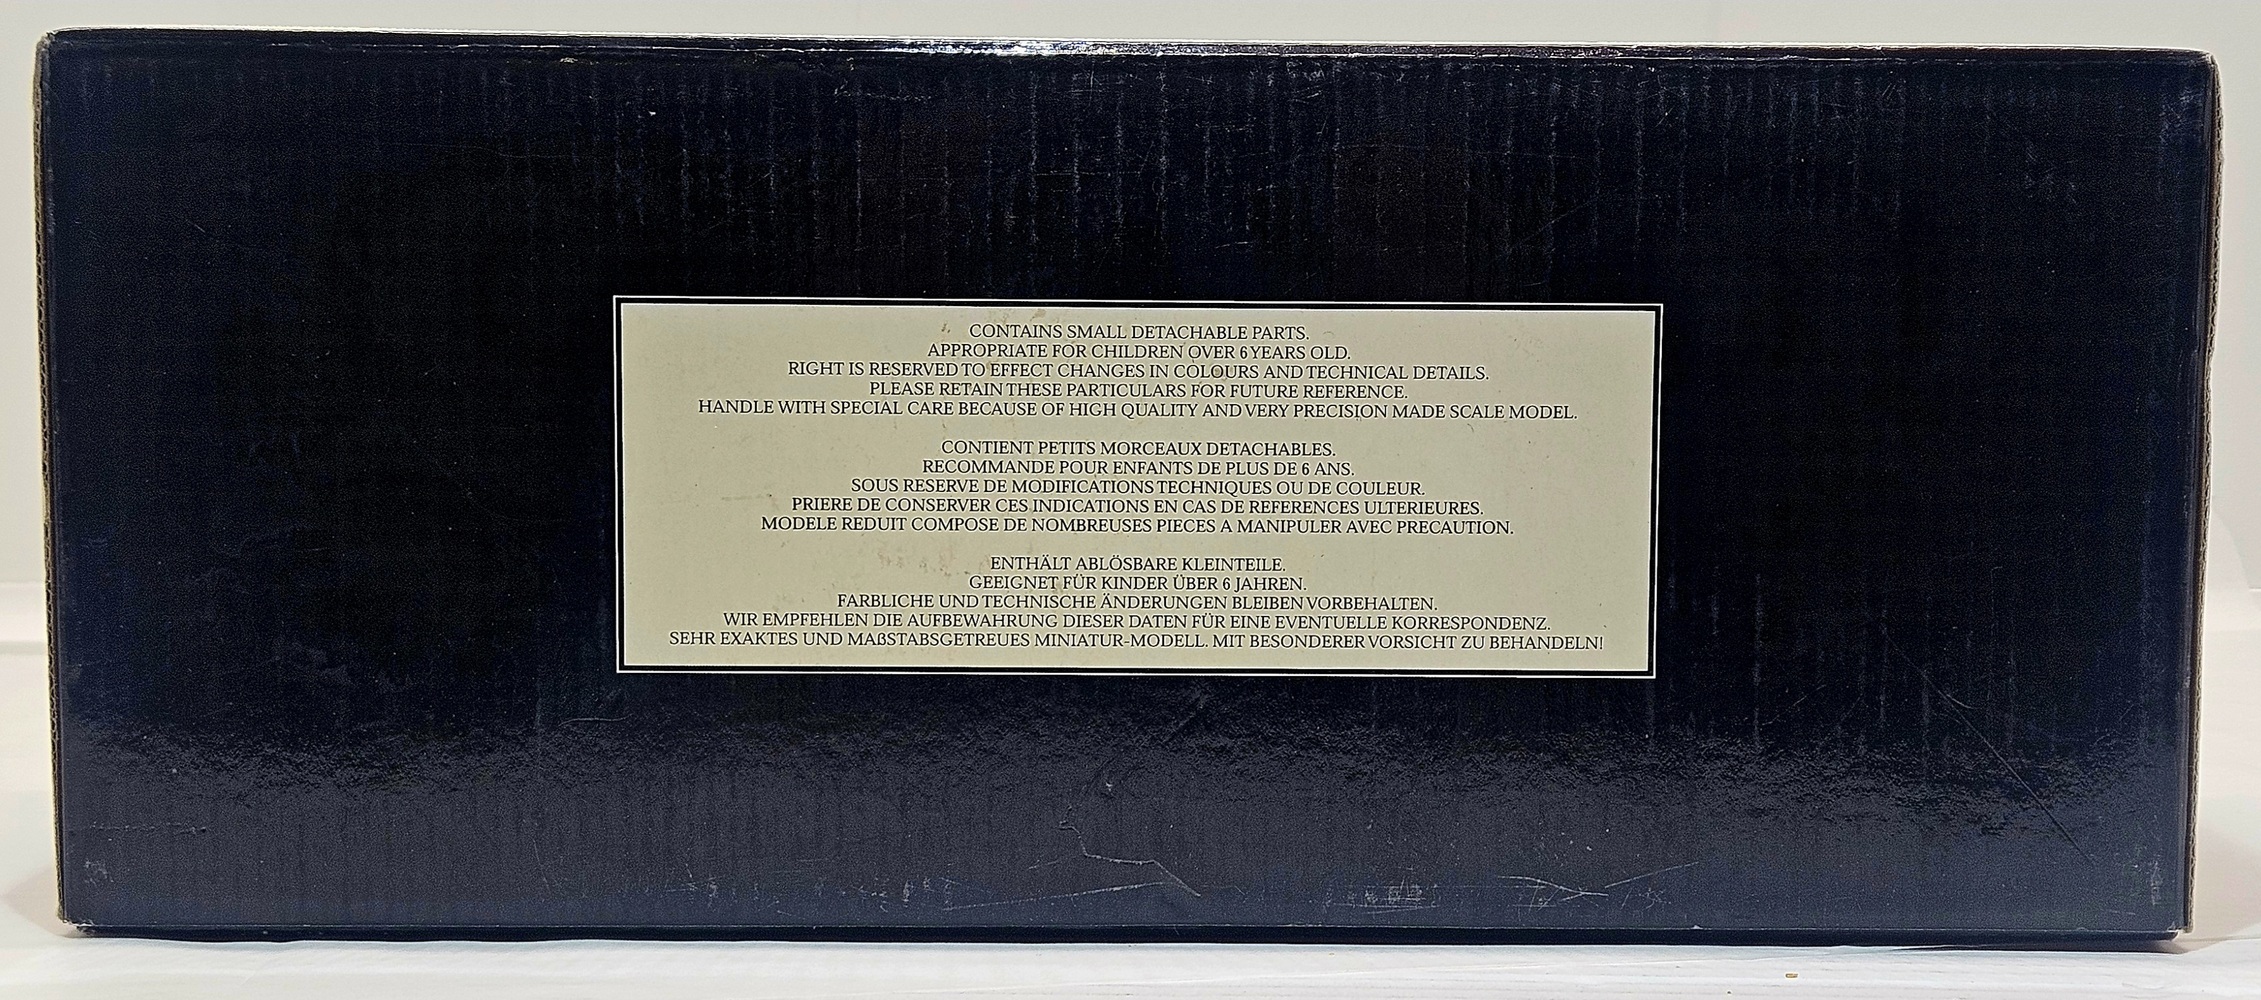 CONTAINS SMALL DETACHABLE PARTS.
APPROPRIATE FOR CHILDREN OVER 6 YEARS OLD.
RIGHT IS RESERVED TO EFFECT CHANGES IN COLOURS AND TECHNICAL DETAILS.
PLEASE RETAIN THESE PARTICULARS FOR FUTURE REFERENCE.
HANDLE WITH SPECIAL CARE BECAUSE OF HIGH QUALITY AND VERY PRECISION MADE SCALE MODEL.
CONTIENT PETITS MORCEAUX DETACHABLES.
RECOMMANDE POUR ENFANTS DE PLUS DE 6 ANS.
SOUS RESERVE DE MODIFICATIONS TECHNIQUES OU DE COULEUR.
PRIERE DE CONSERVER CES INDICATIONS EN CAS DE REFERENCES ULTERIEURES.
MODELE REDUIT COMPOSE DE NOMBREUSES PIECES A MANIPULER AVEC PRECAUTION.
ENTHÄLT ABLÖSBARE KLEINTEILE.
GEEIGNET FÜR KINDER ÜBER 6 JAHREN.
FARBLICHE UND TECHNISCHE ÄNDERUNGEN BLEIBEN VORBEHALTEN.
WIR EMPFEHLEN DIE AUFBEWAHRUNG DIESER DATEN FÜR EINE EVENTUELLE KORRESPONDENZ.
SEHR EXAKTES UND MAßSTABSGETREUES MINIATUR-MODELL. MIT BESONDERER VORSICHT ZU BEHANDELN!